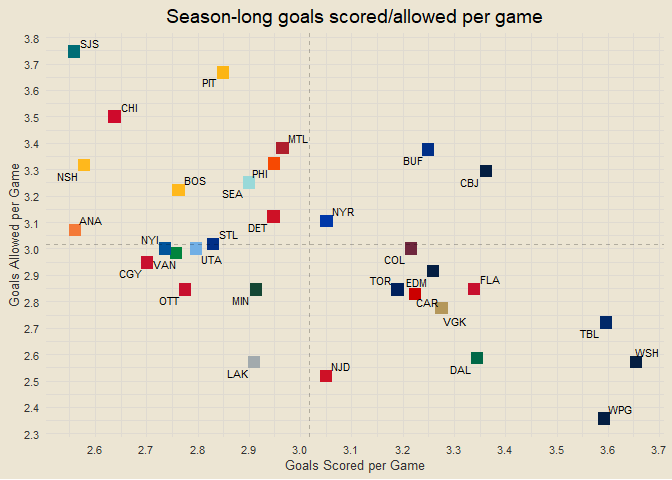 Season-long goals scored/allowed per game
3.8
SJS
3.7
PIT
3.6
CHI
3.5
MTL
3.4
BUF
3.3
NSH
PHI
CBJ
BOS
SEA
3.2
ANA
NYR
3.1
DET
NYI
STL
3.0
VAN
UTA
COL
CGY
2.9
OTT
MIN
TOR
EDM
FLA
2.8
CAR
VGK
2.7
TBL
2.6
LAK
NJD
DAL
WSH
2.5
2.4
WPG
2.3
Goals Allowed per Game
2.6 2.7 2.8 2.9 3.0 3.1 3.2 3.3 3.4 3.5 3.6 3.7
Goals Scored per Game